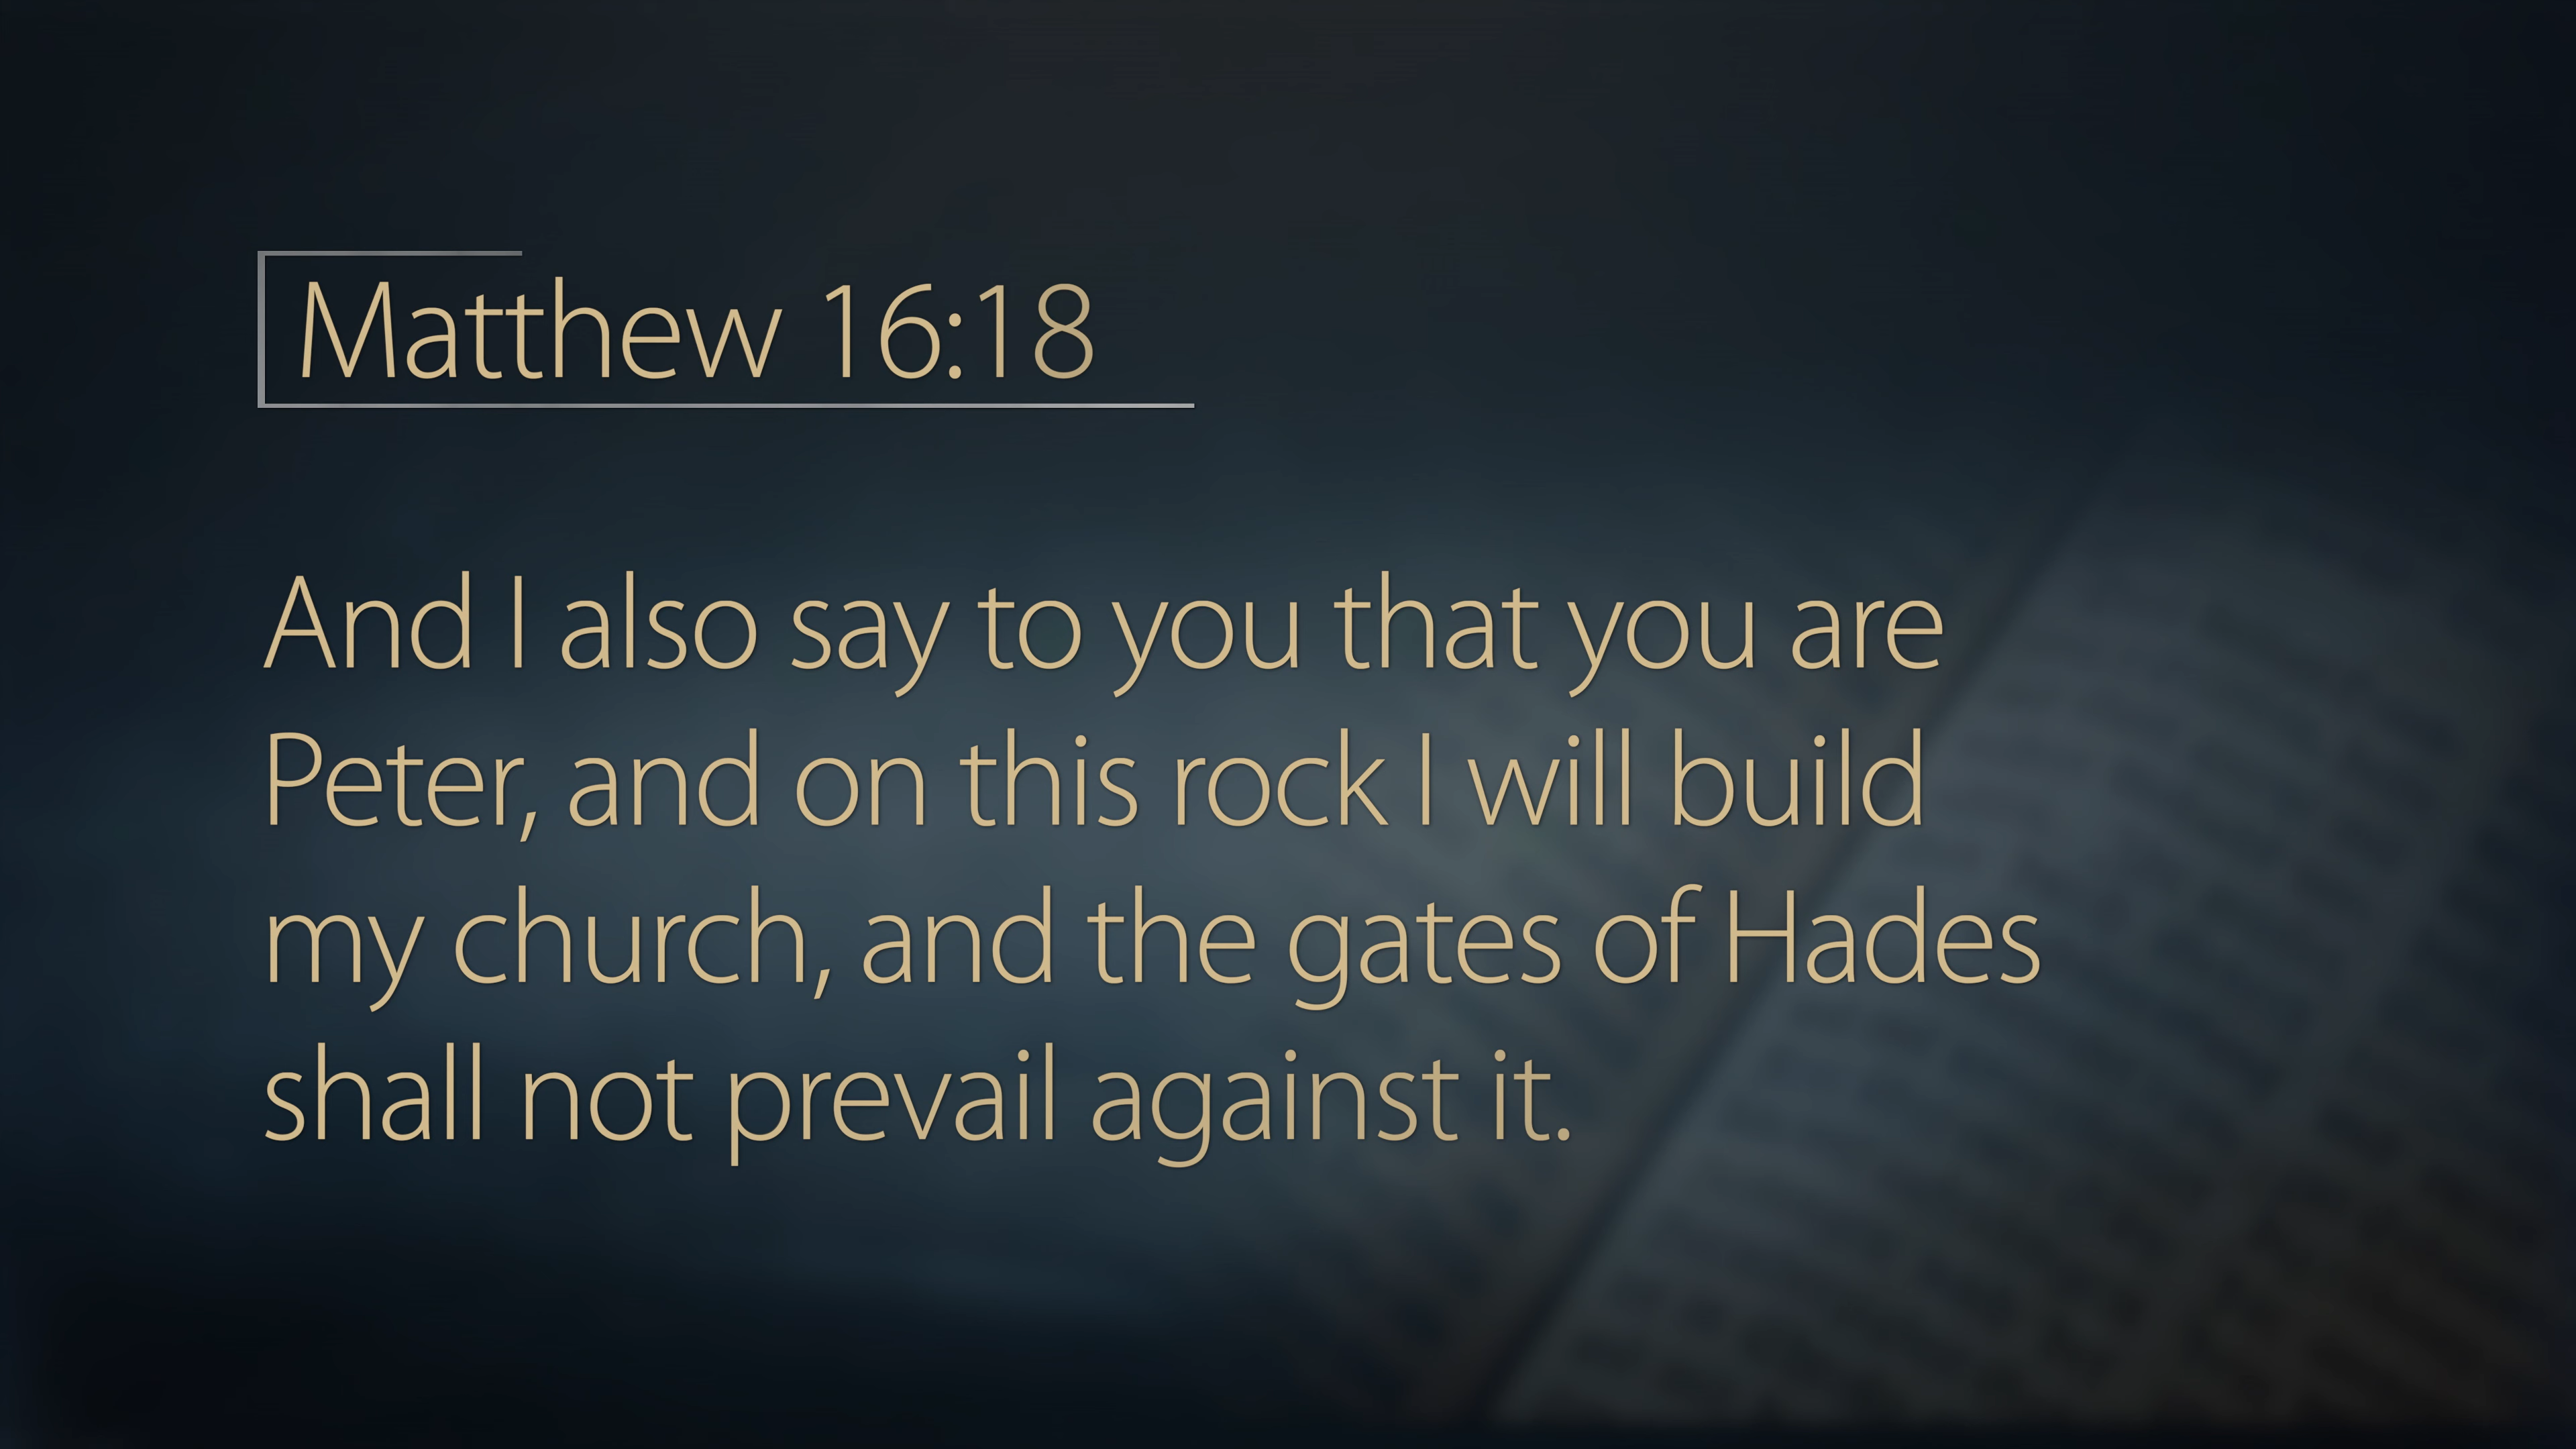 Matthew 16:18
And I also say to you that you are
Peter, and on this rock I will build
my church, and the gates of Hades
shall not prevail against it.